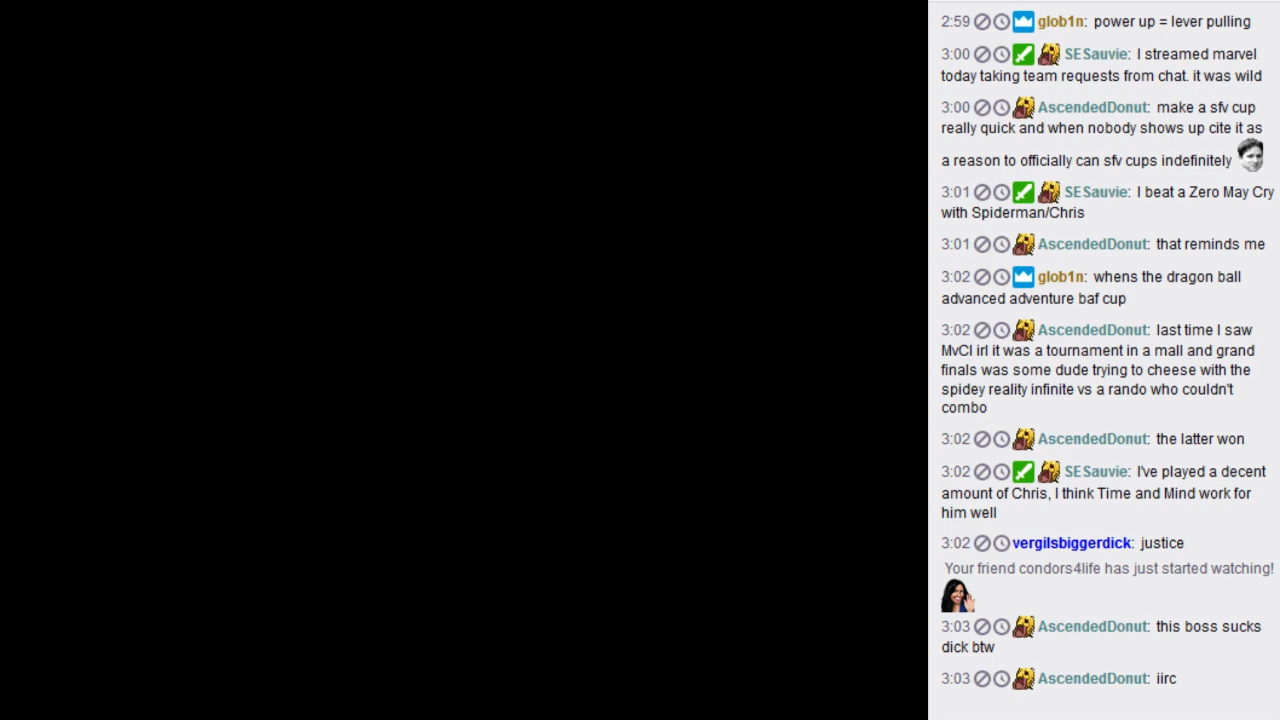 2:59 glob1n: power up = lever pulling
3:00 SESauvie: I streamed marvel
today taking team requests from chat. it was wild
3:00 AscendedDonut: make a sfv cup
really quick and when nobody shows up cite it as
a reason to officially can sfv cups indefinitely
3:01 SESauvie: I beat a Zero May Cry
with Spiderman/Chris
3:01 AscendedDonut: that reminds me
3:02 glob1n: whens the dragon ball
advanced adventure baf cup
3:02 AscendedDonut: last time I saw
MvCI irl it was a tournament in a mall and grand
finals was some dude trying to cheese with the
spidey reality infinite vs a rando who couldn't
combo
3:02 AscendedDonut: the latter won
3:02 SESauvie: I've played a decent
amount of Chris, I think Time and Mind work for
him well
3:02 vergilsbiggerdick: justice
Your friend condors4life has just started watching!
3:03 AscendedDonut: this boss sucks
dick btw
3:03 AscendedDonut: iirc